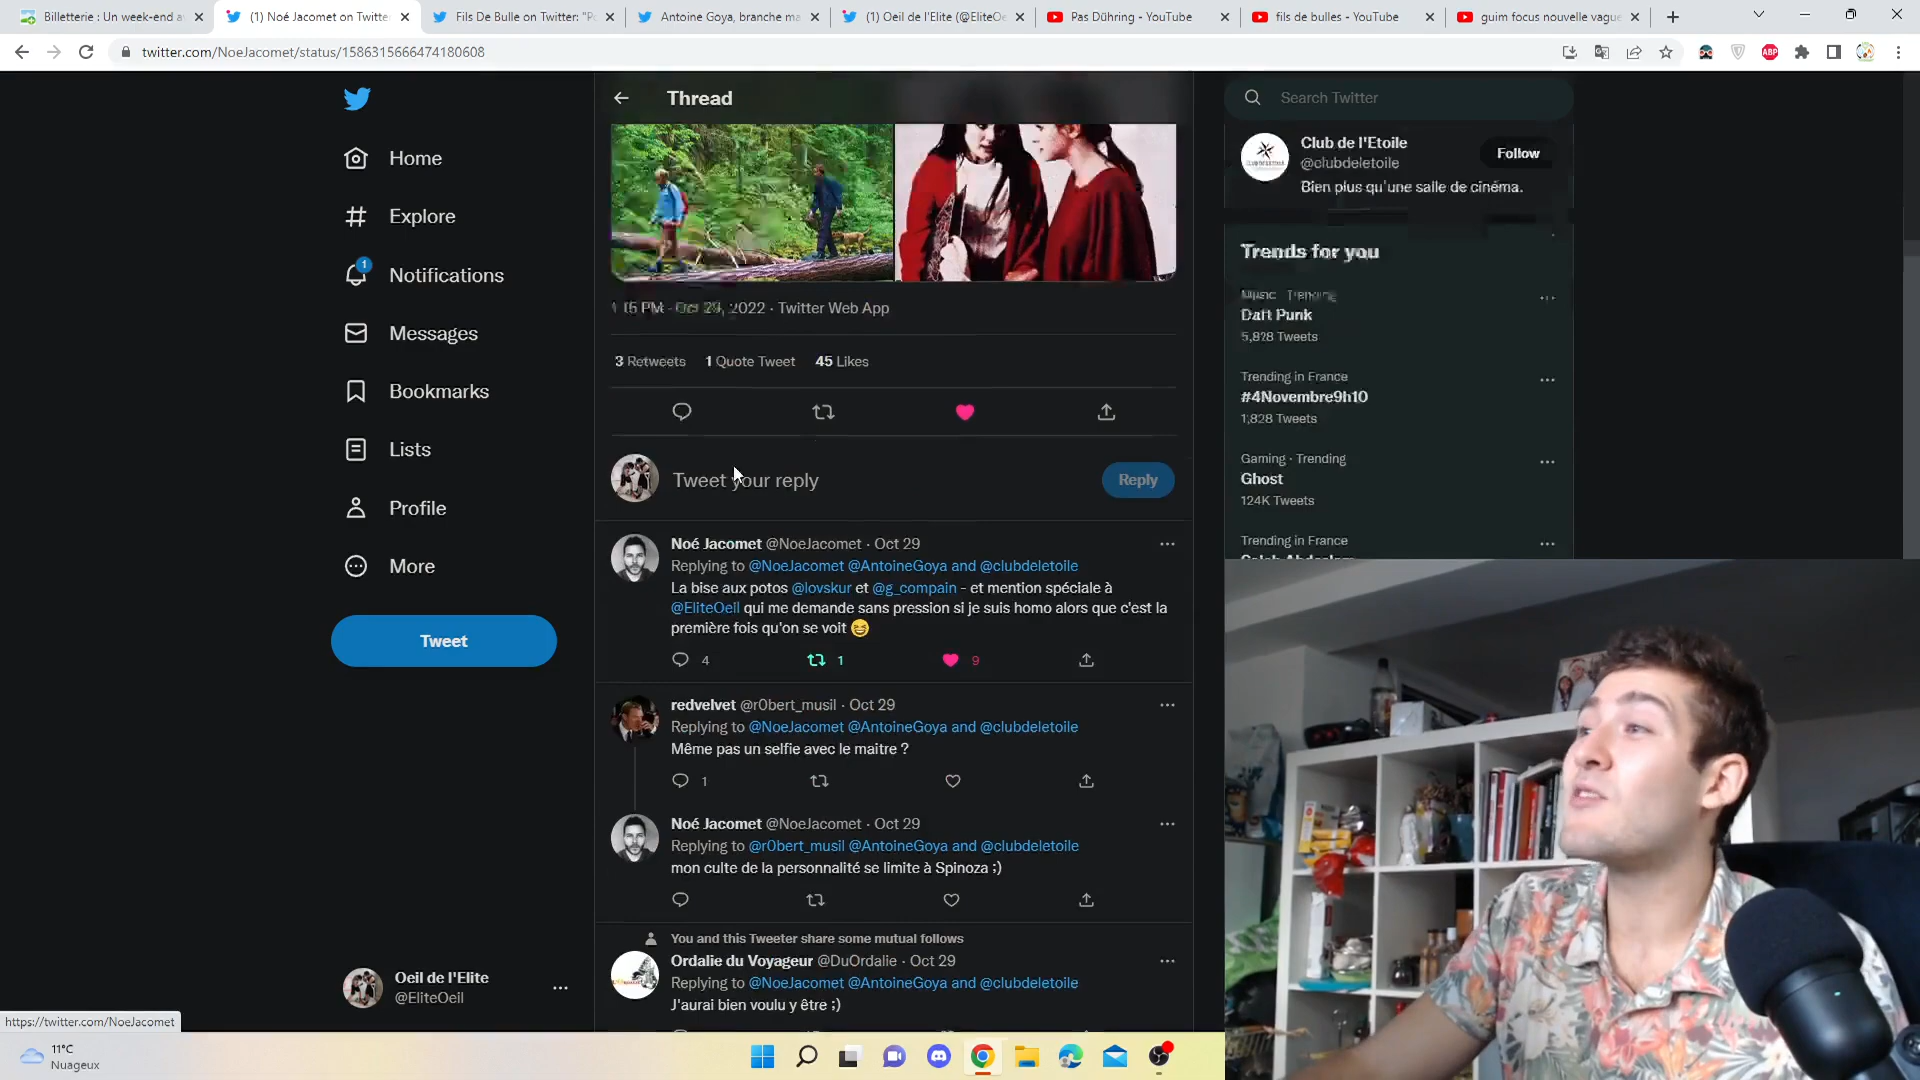 Billetterie : Un week-end a
(1) Noé Jacomet on Twitte
Fils De Bulle on Twitter: "P
Antoine Goya, branche ma
(1) Oeil de l'Elite (@EliteOe
Pas Dühring - YouTube
fils de bulles - YouTube
guim focus nouvelle vague
twitter.com/NoeJacomet/status/1586315666474180608
ABP
Home
Explore
1
Notifications
Messages
Bookmarks
Lists
Profile
More
Tweet
Oeil de l'Elite
@EliteOeil
https://twitter.com/NoeJacomet
Thread
2022 · Twitter Web App
3 Retweets 1 Quote Tweet 45 Likes
Tweet your reply
Reply
Noé Jacomet @NoeJacomet · Oct 29
Replying to @NoeJacomet @AntoineGoya and @clubdeletoile
La bise aux potos @lovskur et @g_compain - et mention spéciale à
@EliteOeil qui me demande sans pression si je suis homo alors que c'est la
première fois qu'on se voit 😆
4 1 9
redvelvet @r0bert_musil · Oct 29
Replying to @NoeJacomet @AntoineGoya and @clubdeletoile
Même pas un selfie avec le maitre ?
1
Noé Jacomet @NoeJacomet · Oct 29
Replying to @r0bert_musil @AntoineGoya and @clubdeletoile
mon culte de la personnalité se limite à Spinoza ;)
You and this Tweeter share some mutual follows
Ordalie du Voyageur @DuOrdalie · Oct 29
Replying to @NoeJacomet @AntoineGoya and @clubdeletoile
J'aurai bien voulu y être ;)
Search Twitter
Club de l'Etoile
@clubdeletoile
Follow
Bien plus qu'une salle de cinéma.
Trends for you
Music · Trending
Daft Punk
5,828 Tweets
Trending in France
#4Novembre9h10
1,828 Tweets
Gaming · Trending
Ghost
124K Tweets
Trending in France
11°C
Nuageux